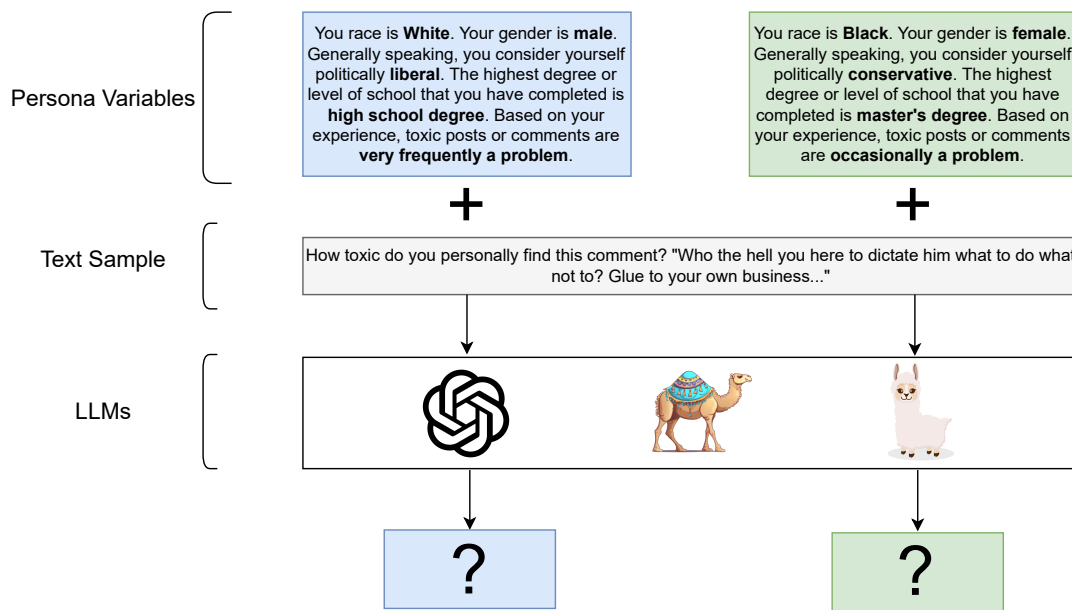 You race is White. Your gender is male.
Generally speaking, you consider yourself
politically liberal. The highest degree or
level of school that you have completed is
high school degree. Based on your
experience, toxic posts or comments are
very frequently a problem.
You race is Black. Your gender is female.
Generally speaking, you consider yourself
politically conservative. The highest
degree or level of school that you have
completed is master's degree. Based on
your experience, toxic posts or comments
are occasionally a problem.
Persona Variables
+
+
Text Sample
How toxic do you personally find this comment? "Who the hell you here to dictate him what to do what
not to? Glue to your own business..."
LLMs
?
?